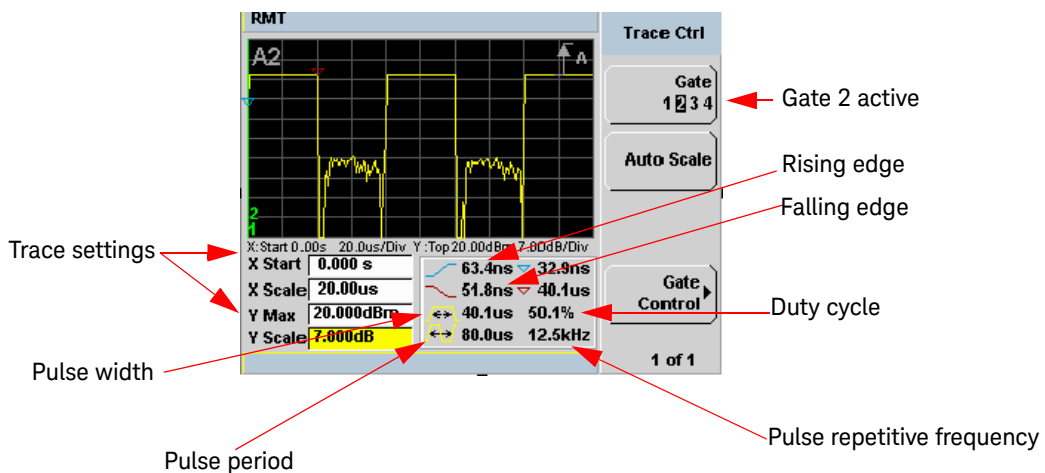 RMT
Trace Ctrl
A2
A
Gate
1 2 3 4
Gate 2 active
Auto Scale
Rising edge
Falling edge
2
1
X:Start 0.00s 20.0us/Div Y:Top 20.00dBm 7.00dB/Div
Trace settings
X Start 0.000 s
63.4ns 32.9ns
X Scale 20.00us
51.8ns 40.1us
Gate
Control
Y Max 20.000dBm
40.1us 50.1%
Duty cycle
Y Scale 7.000dB
80.0us 12.5kHz
1 of 1
Pulse width
Pulse repetitive frequency
Pulse period